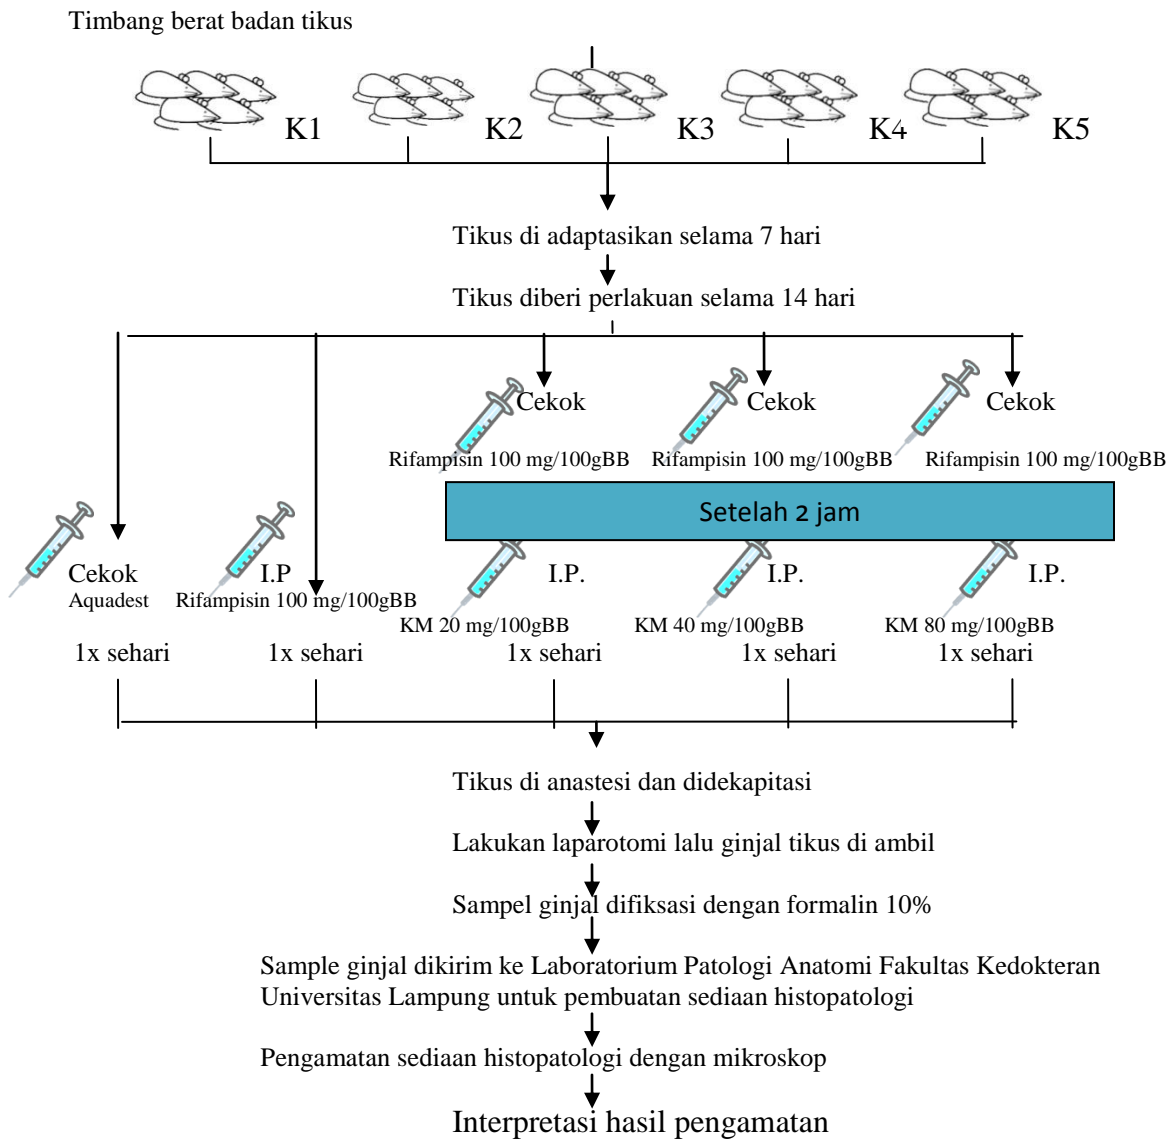 Timbang berat badan tikus
K1
K2
K3
K4
K5
Tikus di adaptasikan selama 7 hari
Tikus diberi perlakuan selama 14 hari
Cekok
Cekok
Cekok
Rifampisin 100 mg/100gBB
Rifampisin 100 mg/100gBB
Rifampisin 100 mg/100gBB
Setelah 2 jam
Cekok
Aquadest
I.P
Rifampisin 100 mg/100gBB
I.P.
I.P.
I.P.
KM 20 mg/100gBB
KM 40 mg/100gBB
KM 80 mg/100gBB
1x sehari
1x sehari
1x sehari
1x sehari
1x sehari
Tikus di anastesi dan didekapitasi
Lakukan laparotomi lalu ginjal tikus di ambil
Sampel ginjal difiksasi dengan formalin 10%
Sample ginjal dikirim ke Laboratorium Patologi Anatomi Fakultas Kedokteran
Universitas Lampung untuk pembuatan sediaan histopatologi
Pengamatan sediaan histopatologi dengan mikroskop
Interpretasi hasil pengamatan